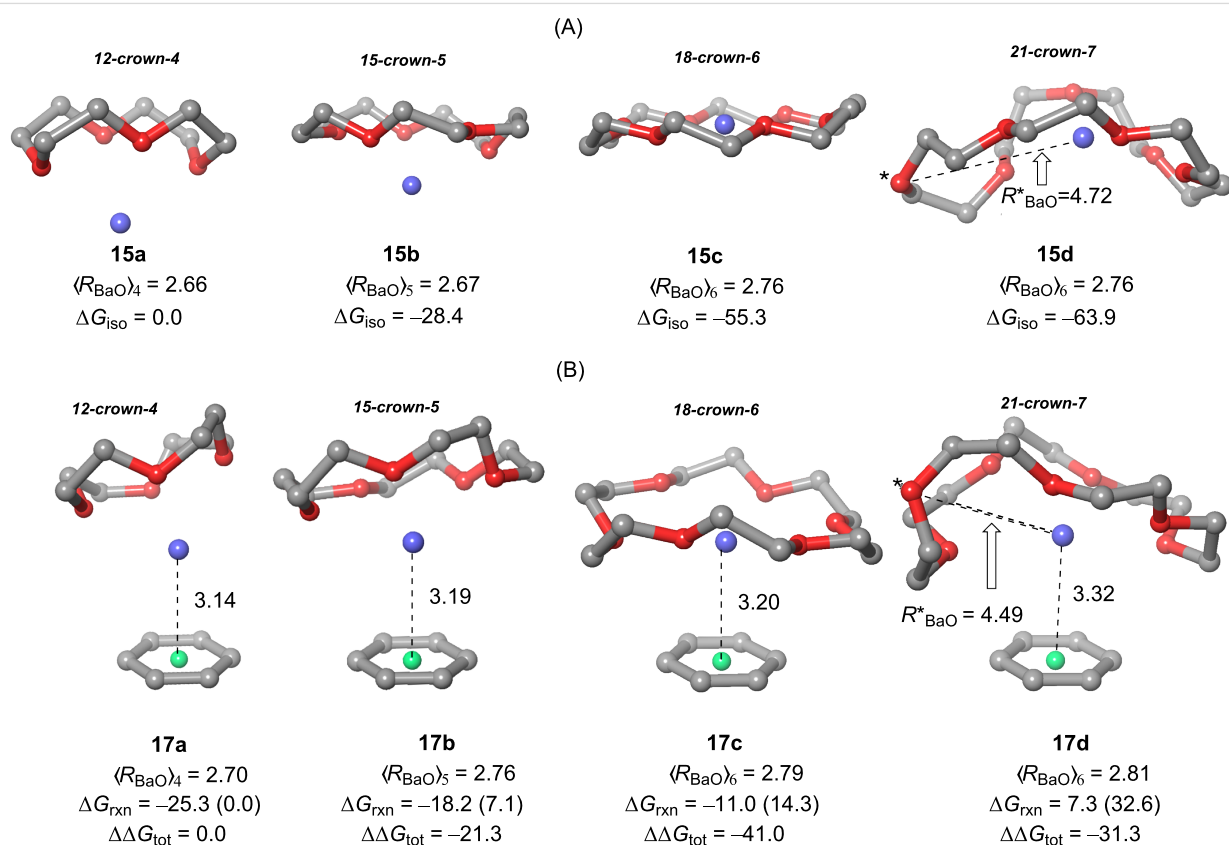 (A)
12-crown-4
15-crown-5
18-crown-6
21-crown-7
*
R*BaO=4.72
15a
⟨RBaO⟩4 = 2.66
ΔGiso = 0.0
15b
⟨RBaO⟩5 = 2.67
ΔGiso = –28.4
15c
⟨RBaO⟩6 = 2.76
ΔGiso = –55.3
15d
⟨RBaO⟩6 = 2.76
ΔGiso = –63.9
(B)
12-crown-4
15-crown-5
18-crown-6
21-crown-7
3.14
3.19
3.20
*
3.32
R*BaO = 4.49
17a
⟨RBaO⟩4 = 2.70
ΔGrxn = –25.3 (0.0)
ΔΔGtot = 0.0
17b
⟨RBaO⟩5 = 2.76
ΔGrxn = –18.2 (7.1)
ΔΔGtot = –21.3
17c
⟨RBaO⟩6 = 2.79
ΔGrxn = –11.0 (14.3)
ΔΔGtot = –41.0
17d
⟨RBaO⟩6 = 2.81
ΔGrxn = 7.3 (32.6)
ΔΔGtot = –31.3